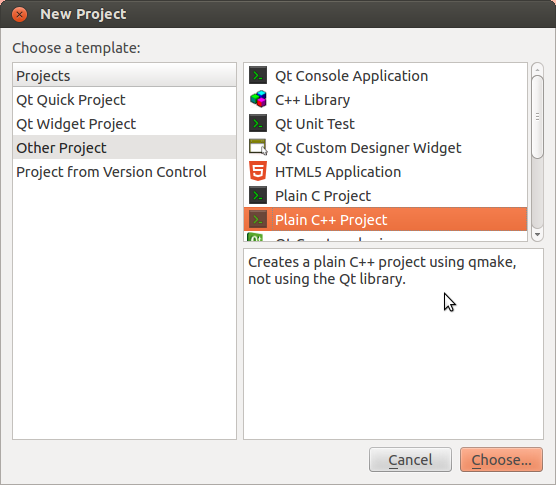 New Project
Choose a template:
Projects
Qt Quick Project
Qt Widget Project
Other Project
Project from Version Control
Qt Console Application
C++ Library
Qt Unit Test
Qt Custom Designer Widget
HTML5 Application
Plain C Project
Plain C++ Project
Creates a plain C++ project using qmake,
not using the Qt library.
Cancel
Choose...